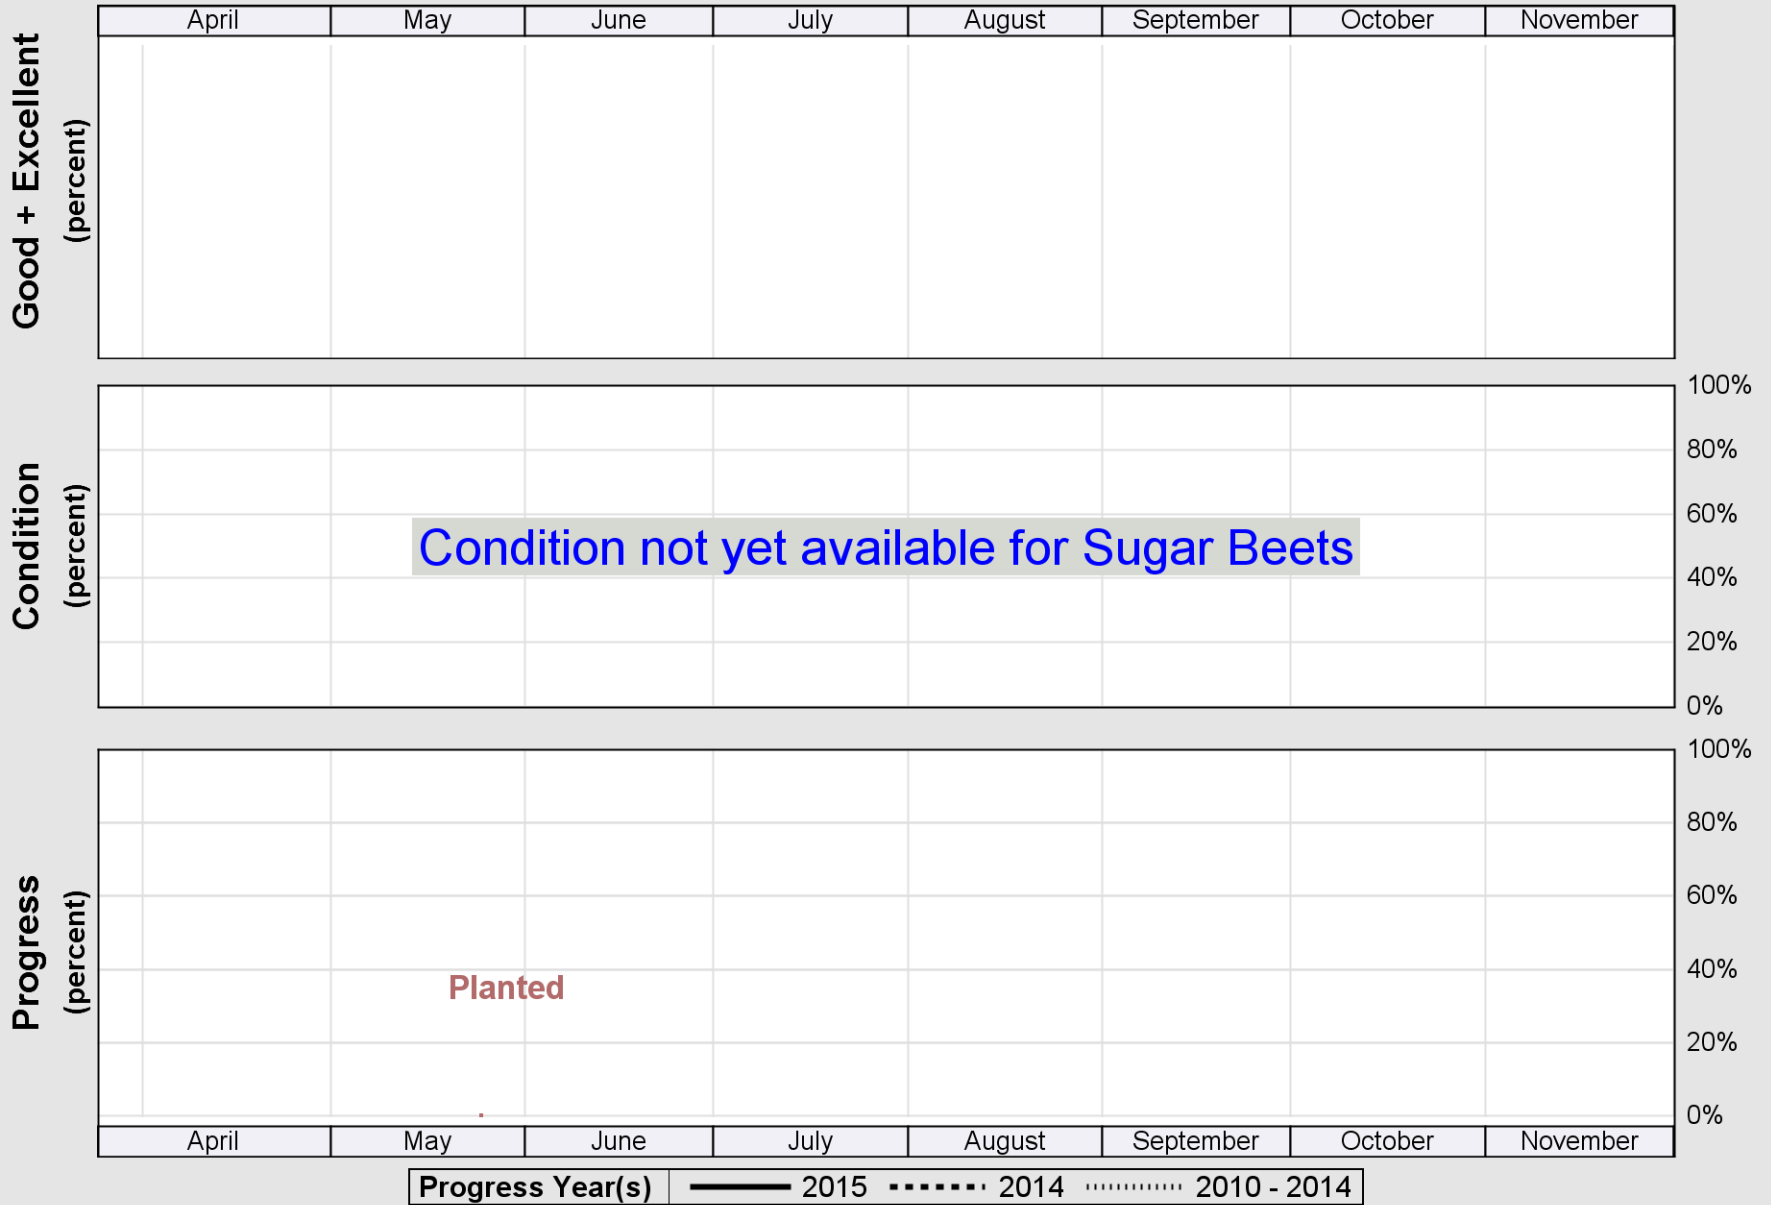 April May June July August September October November
Good + Excellent
(percent)
Condition
(percent)
100%
80%
60%
40%
20%
0%
Condition not yet available for Sugar Beets
Progress
(percent)
100%
80%
60%
40%
20%
0%
Planted
April May June July August September October November
Progress Year(s) 2015 2014 2010 - 2014